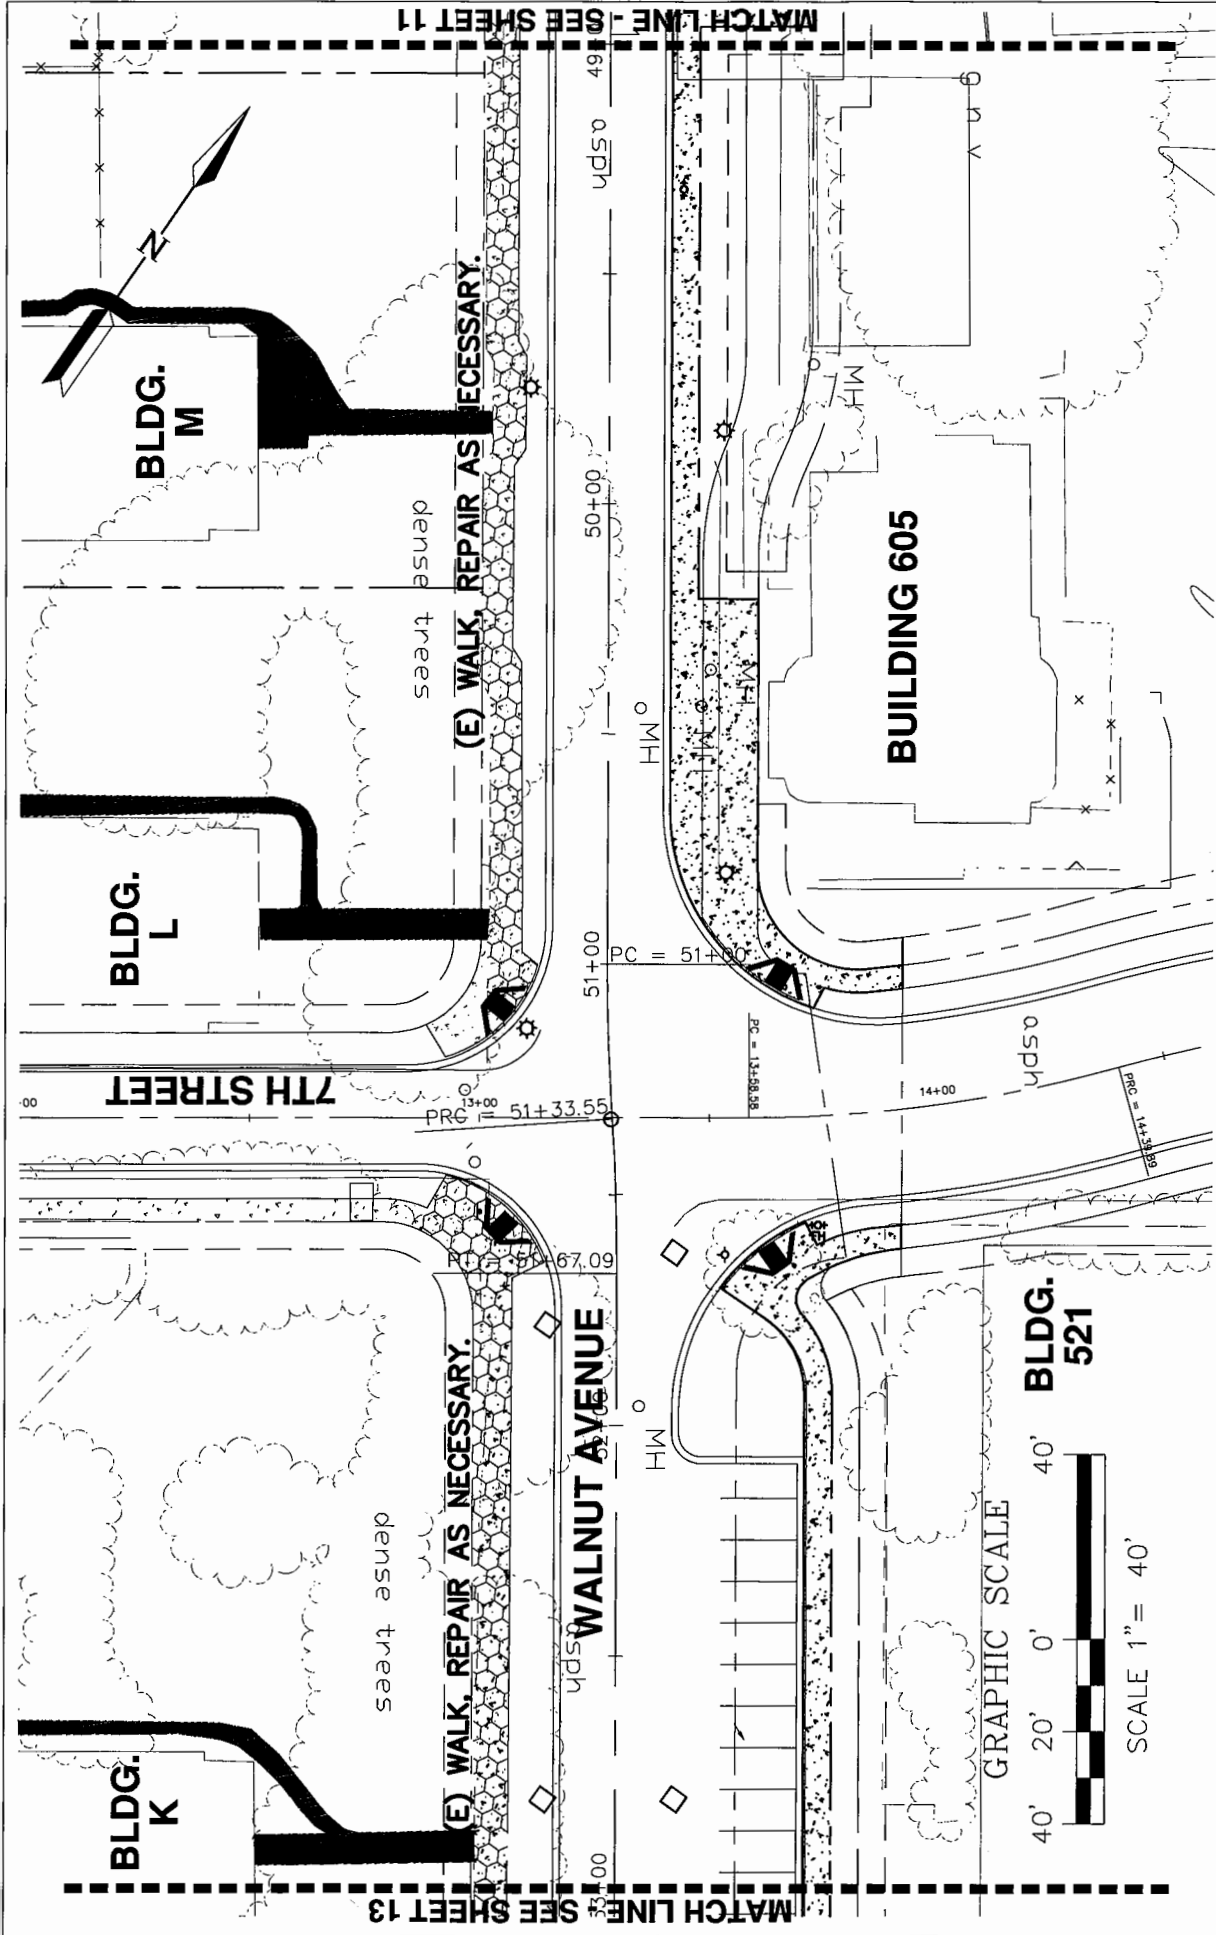 MATCH LINE - SEE SHEET 11
49+
asph
g n v
N
BLDG.
M
MH
dense trees
(E) WALK, REPAIR AS NECESSARY.
50+00
BUILDING 605
MH
MH
MH
BLDG.
L
51+00
PC = 51+00
PC = 13+58.58
asph
7TH STREET
-00
13+00
14+00
PRC = 51+33.55
PRC = 14+39.89
51+67.09
WALNUT AVENUE
MH
BLDG.
521
dense trees
(E) WALK, REPAIR AS NECESSARY.
asph
GRAPHIC SCALE
40' 20' 0' 40'
SCALE 1"= 40'
BLDG.
K
MATCH LINE - SEE SHEET 13